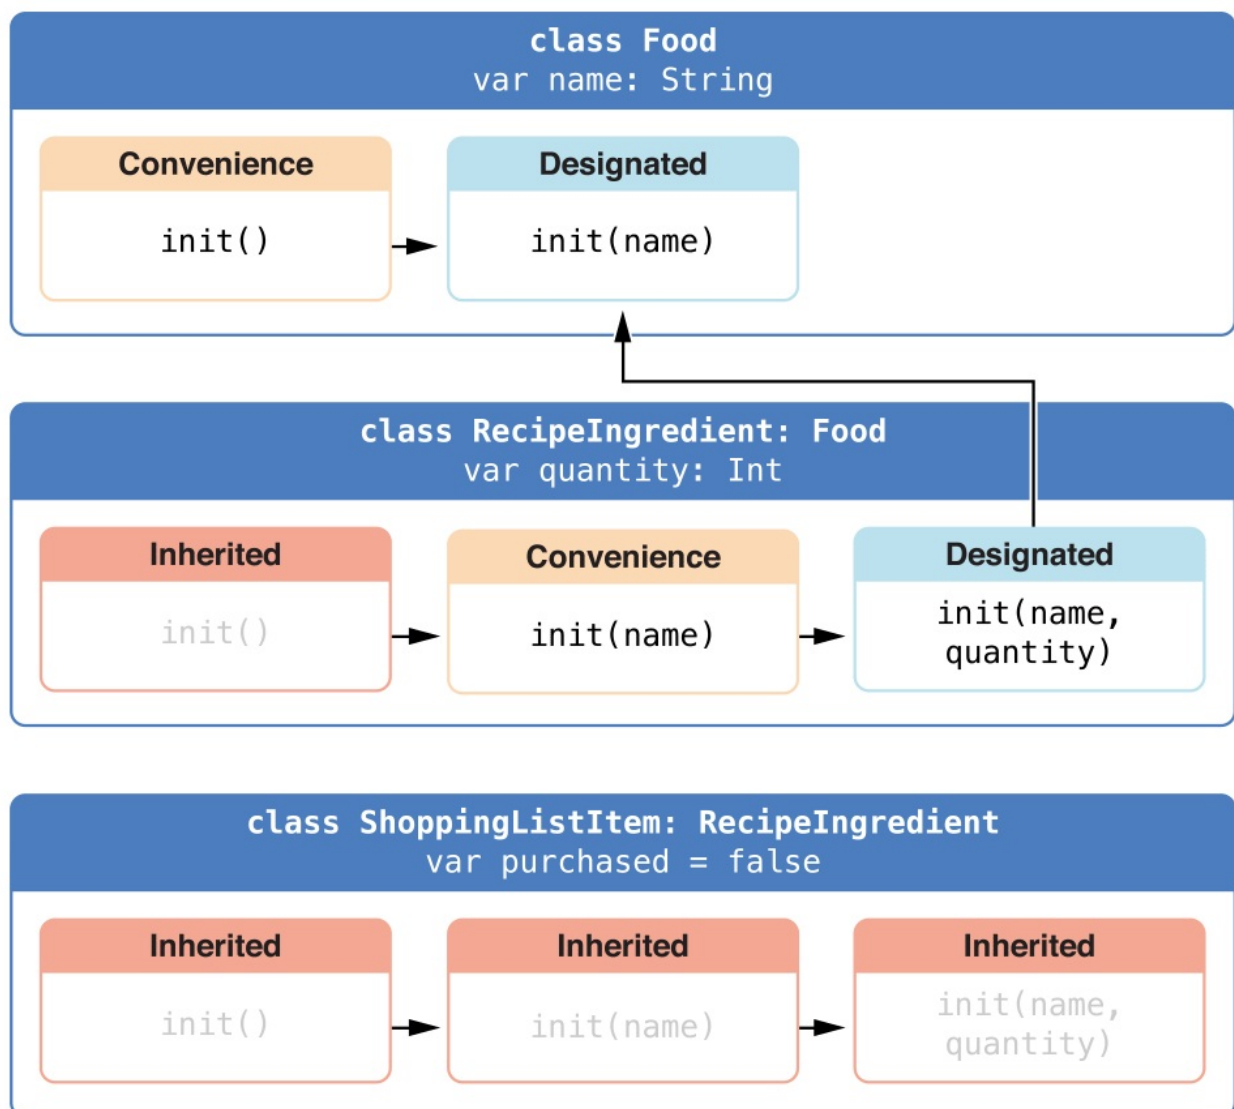 class Food
var name: String
Convenience
Designated
init()
init(name)
class RecipeIngredient: Food
var quantity: Int
Inherited
Convenience
Designated
init()
init(name)
init(name,
quantity)
class ShoppingListItem: RecipeIngredient
var purchased = false
Inherited
Inherited
Inherited
init()
init(name)
init(name,
quantity)